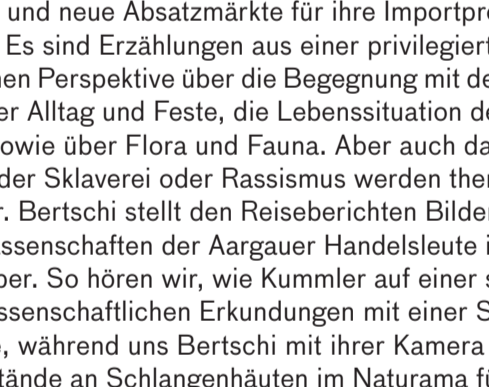 und neue Absatzmärkte für ihre Importpr
Es sind Erzählungen aus einer privilegiert
en Perspektive über die Begegnung mit de
er Alltag und Feste, die Lebenssituation de
owie über Flora und Fauna. Aber auch da
der Sklaverei oder Rassismus werden the
r. Bertschi stellt den Reiseberichten Bilde
ssenschaften der Aargauer Handelsleute i
ber. So hören wir, wie Kummler auf einer s
ssenschaftlichen Erkundungen mit einer S
, während uns Bertschi mit ihrer Kamera
tände an Schlangenhäuten im Naturama f